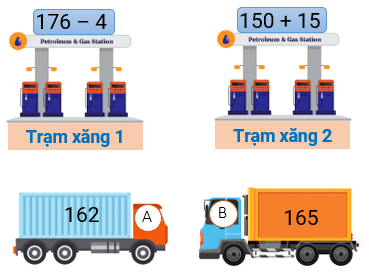 176 – 4
Petroleum & Gas Station
Trạm xăng 1
150 + 15
Petroleum & Gas Station
Trạm xăng 2
162
A
B
165